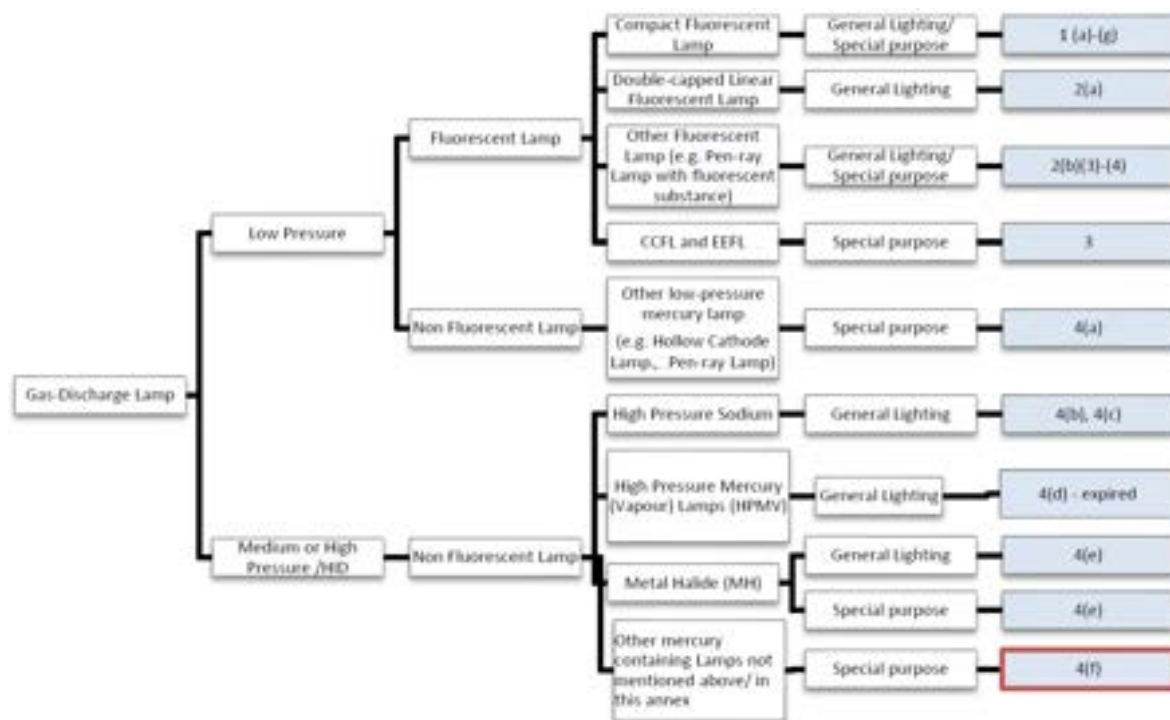 Compact Fluorescent
Lamp
General Lighting/
Special purpose
1 (a)-(g)
Double-capped Linear
Fluorescent Lamp
General Lighting
2(a)
Fluorescent Lamp
Other Fluorescent
Lamp (e.g. Pen-ray
Lamp with fluorescent
substance)
General Lighting/
Special purpose
2(b)(3)-(4)
Low Pressure
CCFL and EEFL
Special purpose
3
Non Fluorescent Lamp
Other low-pressure
mercury lamp
(e.g. Hollow Cathode
Lamp, Pen-ray Lamp)
Special purpose
4(a)
Gas-Discharge Lamp
High Pressure Sodium
General Lighting
4(b), 4(c)
High Pressure Mercury
(Vapour) Lamps (HPMV)
General Lighting
4(d) - expired
Medium or High
Pressure /HID
Non Fluorescent Lamp
Metal Halide (MH)
General Lighting
4(e)
Special purpose
4(e)
Other mercury
containing Lamps not
mentioned above/ in
this annex
Special purpose
4(f)